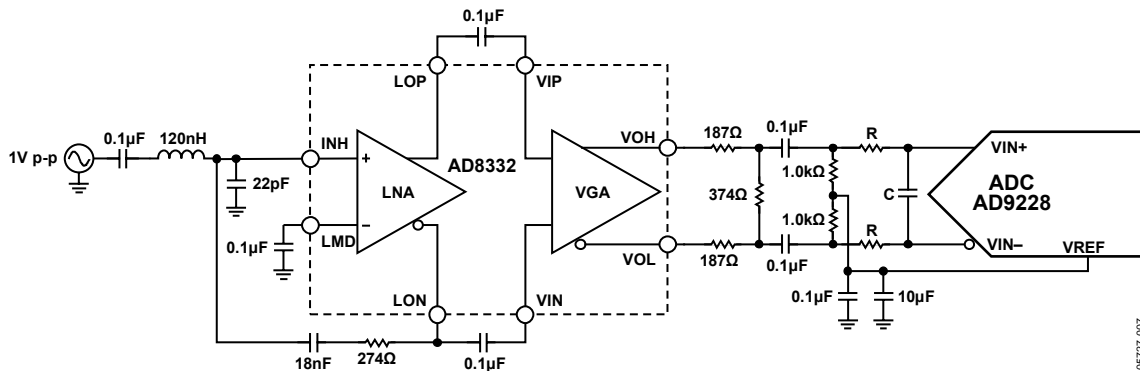 0.1µF
LOP
VIP
0.1µF
120nH
1V p-p
INH
+
AD8332
LNA
22pF
–
LMD
0.1µF
VGA
VOH
187Ω
0.1µF
R
1.0kΩ
374Ω
1.0kΩ
C
VIN+
ADC
AD9228
VIN–
VREF
VOL
187Ω
0.1µF
R
0.1µF
10µF
LON
VIN
18nF
274Ω
0.1µF